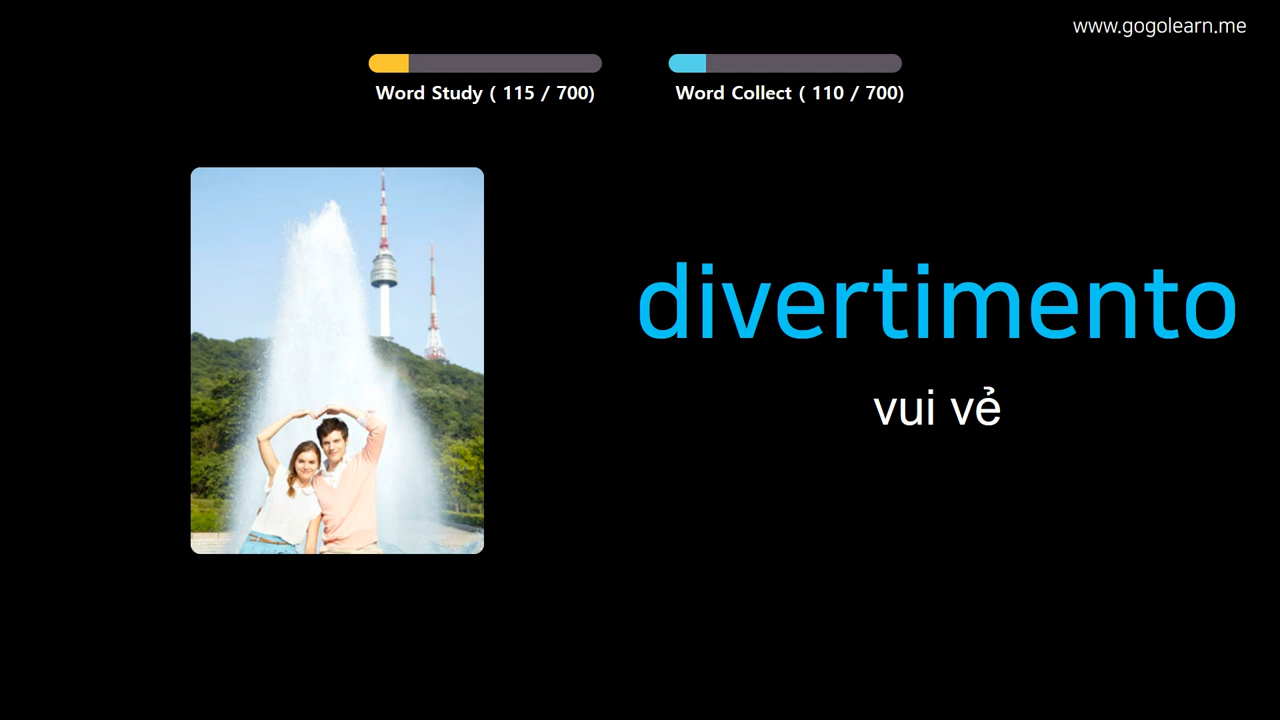 www.gogolearn.me
Word Study ( 115 / 700)
Word Collect ( 110 / 700)
divertimento
vui vẻ